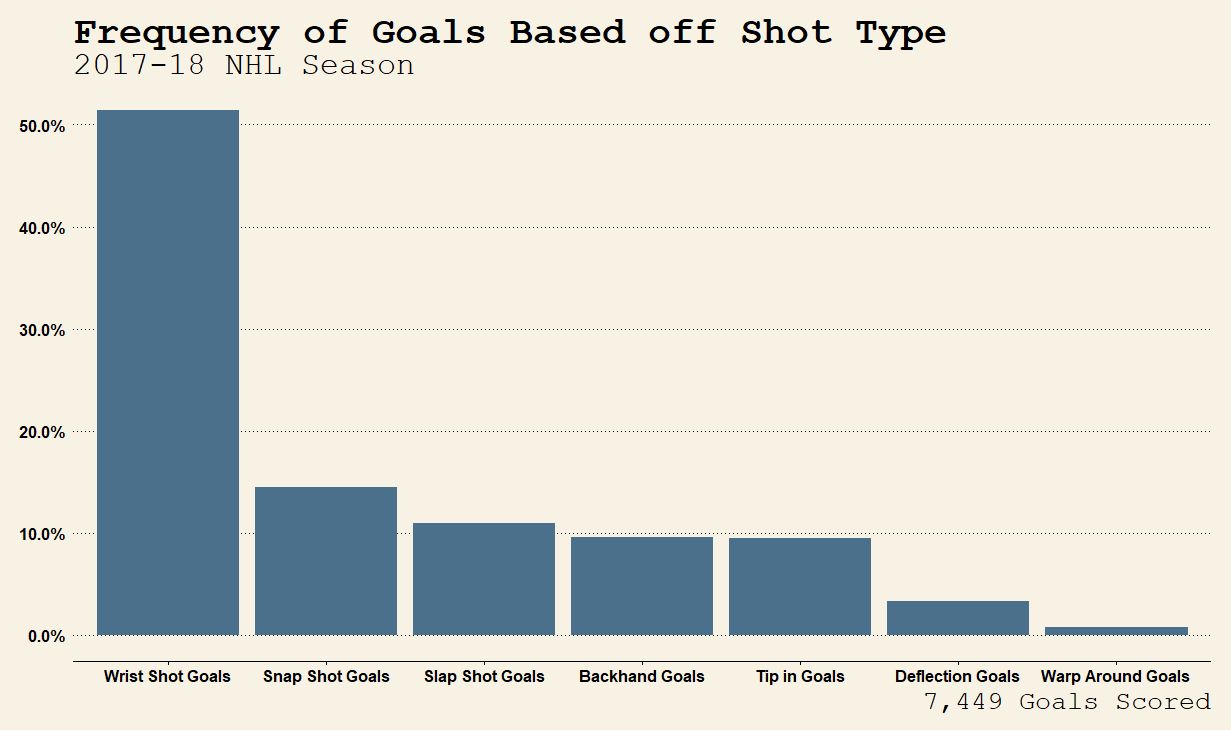 Frequency of Goals Based off Shot Type
2017-18 NHL Season
50.0%
40.0%
30.0%
20.0%
10.0%
0.0%
Wrist Shot Goals Snap Shot Goals Slap Shot Goals Backhand Goals Tip in Goals Deflection Goals Warp Around Goals
7,449 Goals Scored